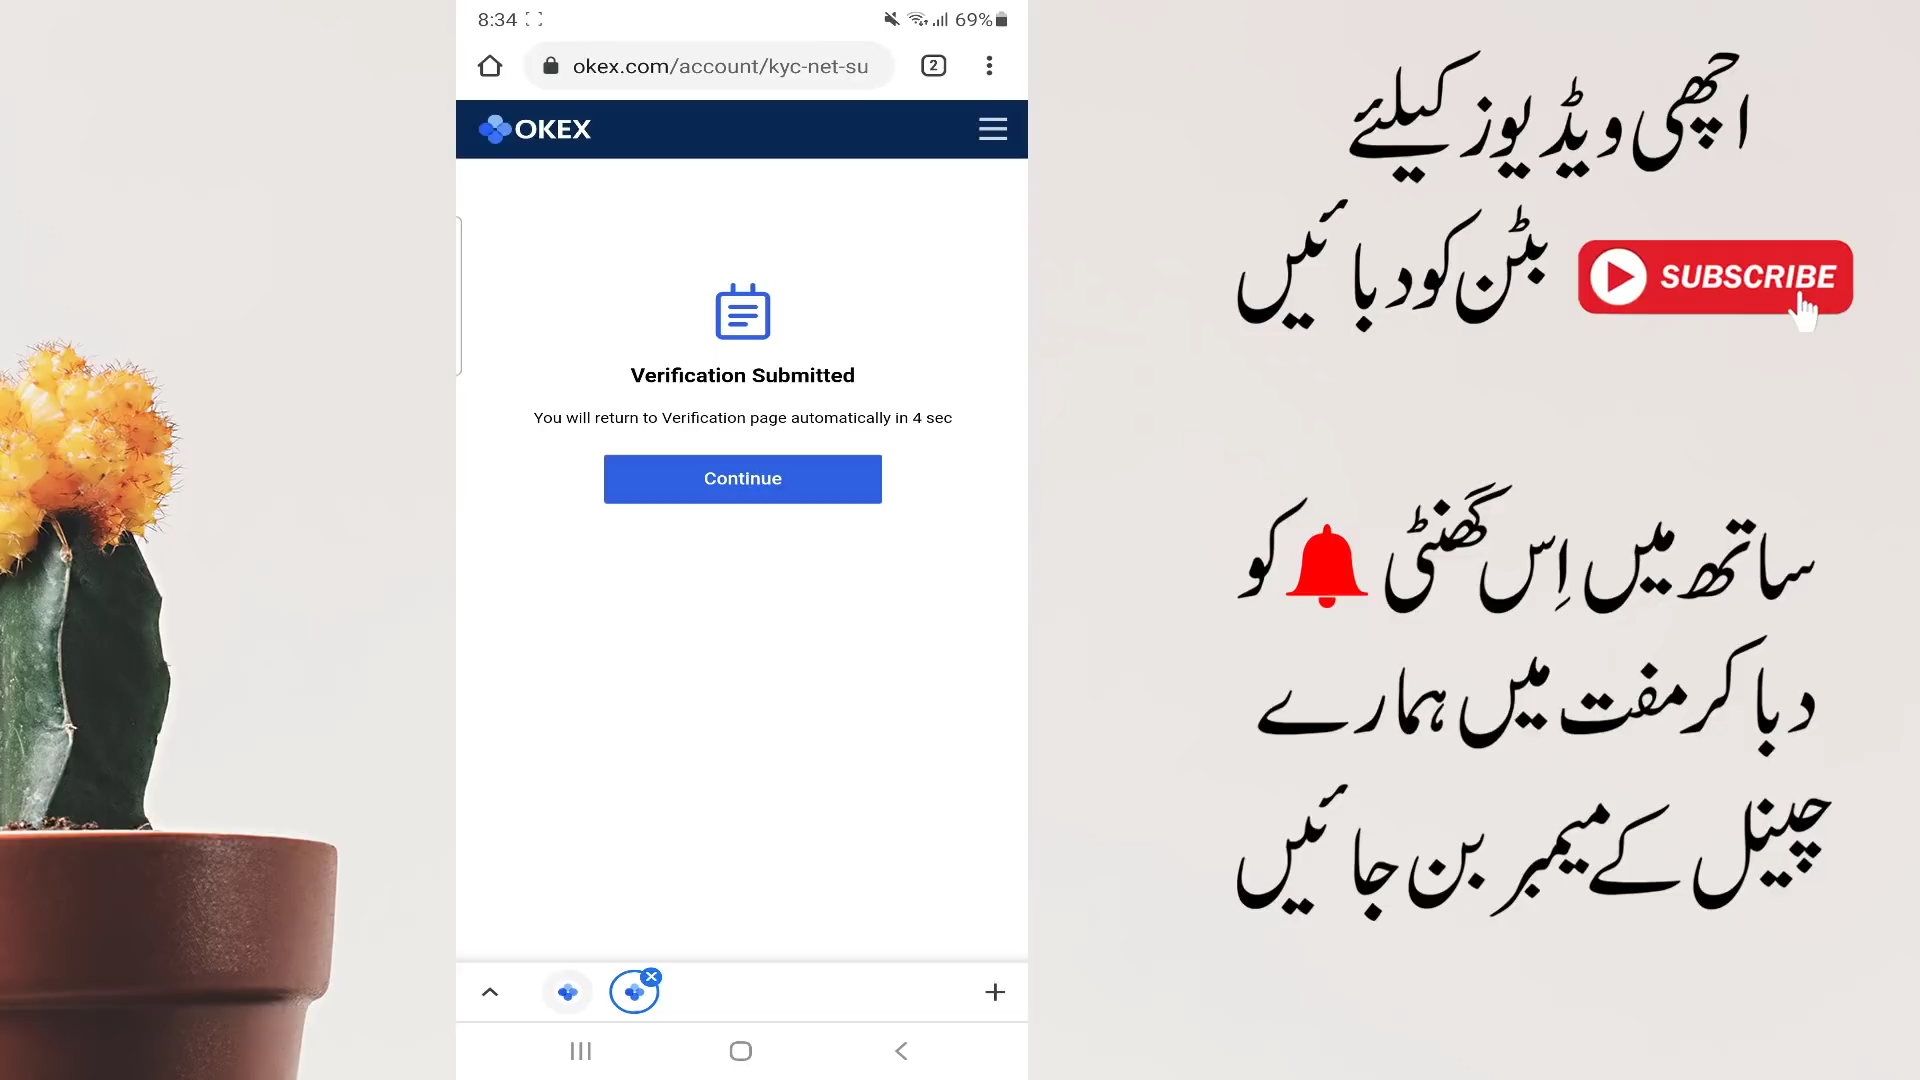 8:34
69%
okex.com/account/kyc-net-su
2
OKEX
Verification Submitted
You will return to Verification page automatically in 4 sec
Continue
اچھی ویڈیوز کیلئے
SUBSCRIBE بٹن کو دبائیں
ساتھ میں اِس گھنٹی کو
دبا کر مفت میں ہمارے
چینل کے میمبر بن جائیں